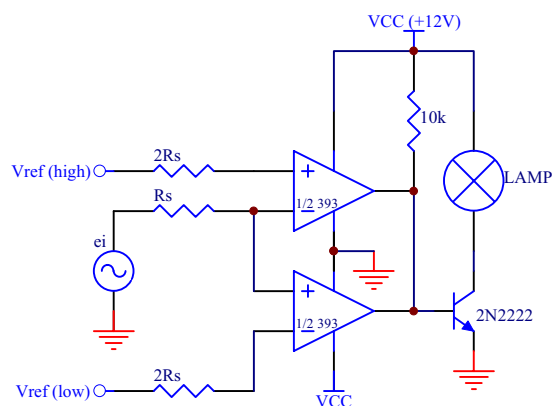 VCC (+12V)
10k
2Rs
Vref (high)
+
1/2 393
−
LAMP
Rs
ei
+
1/2 393
−
2N2222
2Rs
Vref (low)
VCC